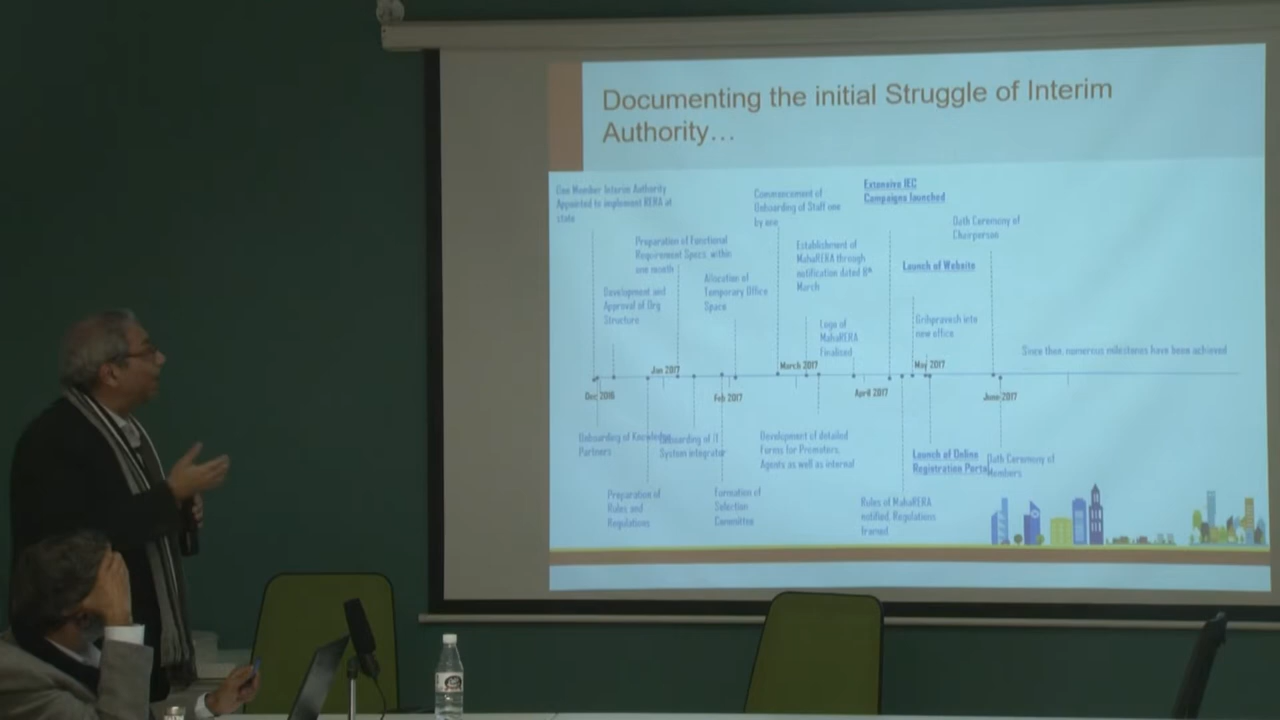 Documenting the initial Struggle of Interim
Authority...
One Member Interim Authority
Appointed to implement RERA at
state
Preparation of Functional
Requirement Specs. within
one month
Development and
Approval of Org
Structure
Allocation of
Temporary Office
Space
Commencement of
Onboarding of Staff one
by one
Establishment of
MahaRERA through
notification dated 8th
March
Logo of
MahaRERA
Finalised
Extensive IEC
Campaigns launched
Launch of Website
Oath Ceremony of
Chairperson
Grihpravesh into
new office
Since then, numerous milestones have been achieved
Dec 2016
Jan 2017
Feb 2017
March 2017
April 2017
May 2017
June 2017
Onboarding of Knowledge
Partners
Onboarding of IT
System integrator
Preparation of
Rules and
Regulations
Formation of
Selection
Committee
Development of detailed
Forms for Promoters,
Agents as well as internal
Rules of MahaRERA
notified, Regulations
framed
Launch of Online
Registration Portal
Oath Ceremony of
Members